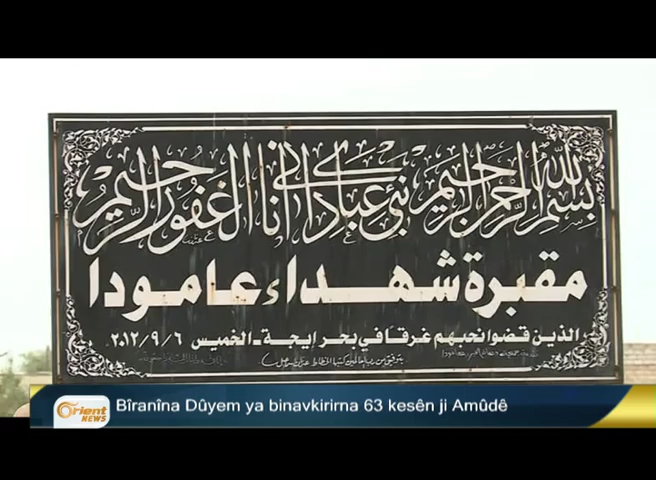 بسم الله الرحمن الرحيم نبئ عبادي أني أنا الغفور الرحيم
مقبرة شهداء عامودا
الذين قضوا نحبهم غرقا في بحر إيجة - الخميس ٢٠١٢/٩/٦
Orient NEWS
Bîranîna Dûyem ya binavkirirna 63 kesên ji Amûdê